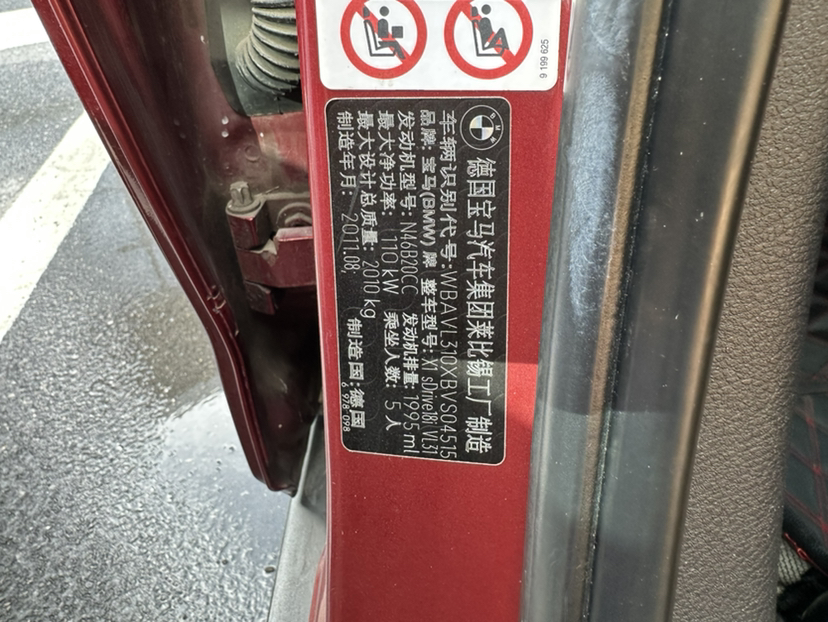 9 199 625
BMW
德国宝马汽车集团莱比锡工厂 制造
车辆识别代号:WBAVL310XBVS04515
品牌: 宝马(BMW)牌 整车型号: X1 sDrive18i VL31
发动机型号: N46B20CC 发动机排量: 1995 ml
最大净功率: 110 kW 乘坐人数: 5 人
最大设计总质量: 2010 kg
制造年月: 2011.08; 制造国:德国
6 978 098